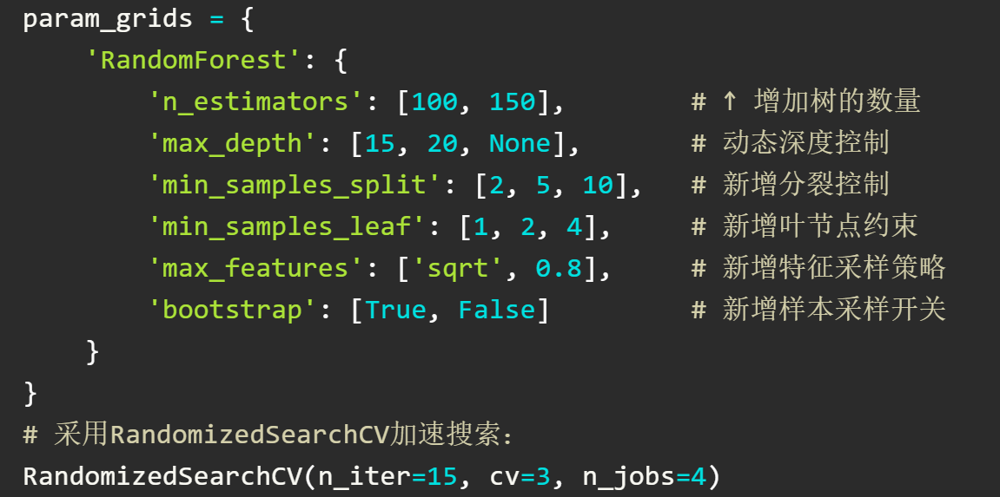 param_grids = {
    'RandomForest': {
        'n_estimators': [100, 150],        # ↑ 增加树的数量
        'max_depth': [15, 20, None],       # 动态深度控制
        'min_samples_split': [2, 5, 10],   # 新增分裂控制
        'min_samples_leaf': [1, 2, 4],     # 新增叶节点约束
        'max_features': ['sqrt', 0.8],     # 新增特征采样策略
        'bootstrap': [True, False]         # 新增样本采样开关
    }
}
# 采用RandomizedSearchCV加速搜索：
RandomizedSearchCV(n_iter=15, cv=3, n_jobs=4)